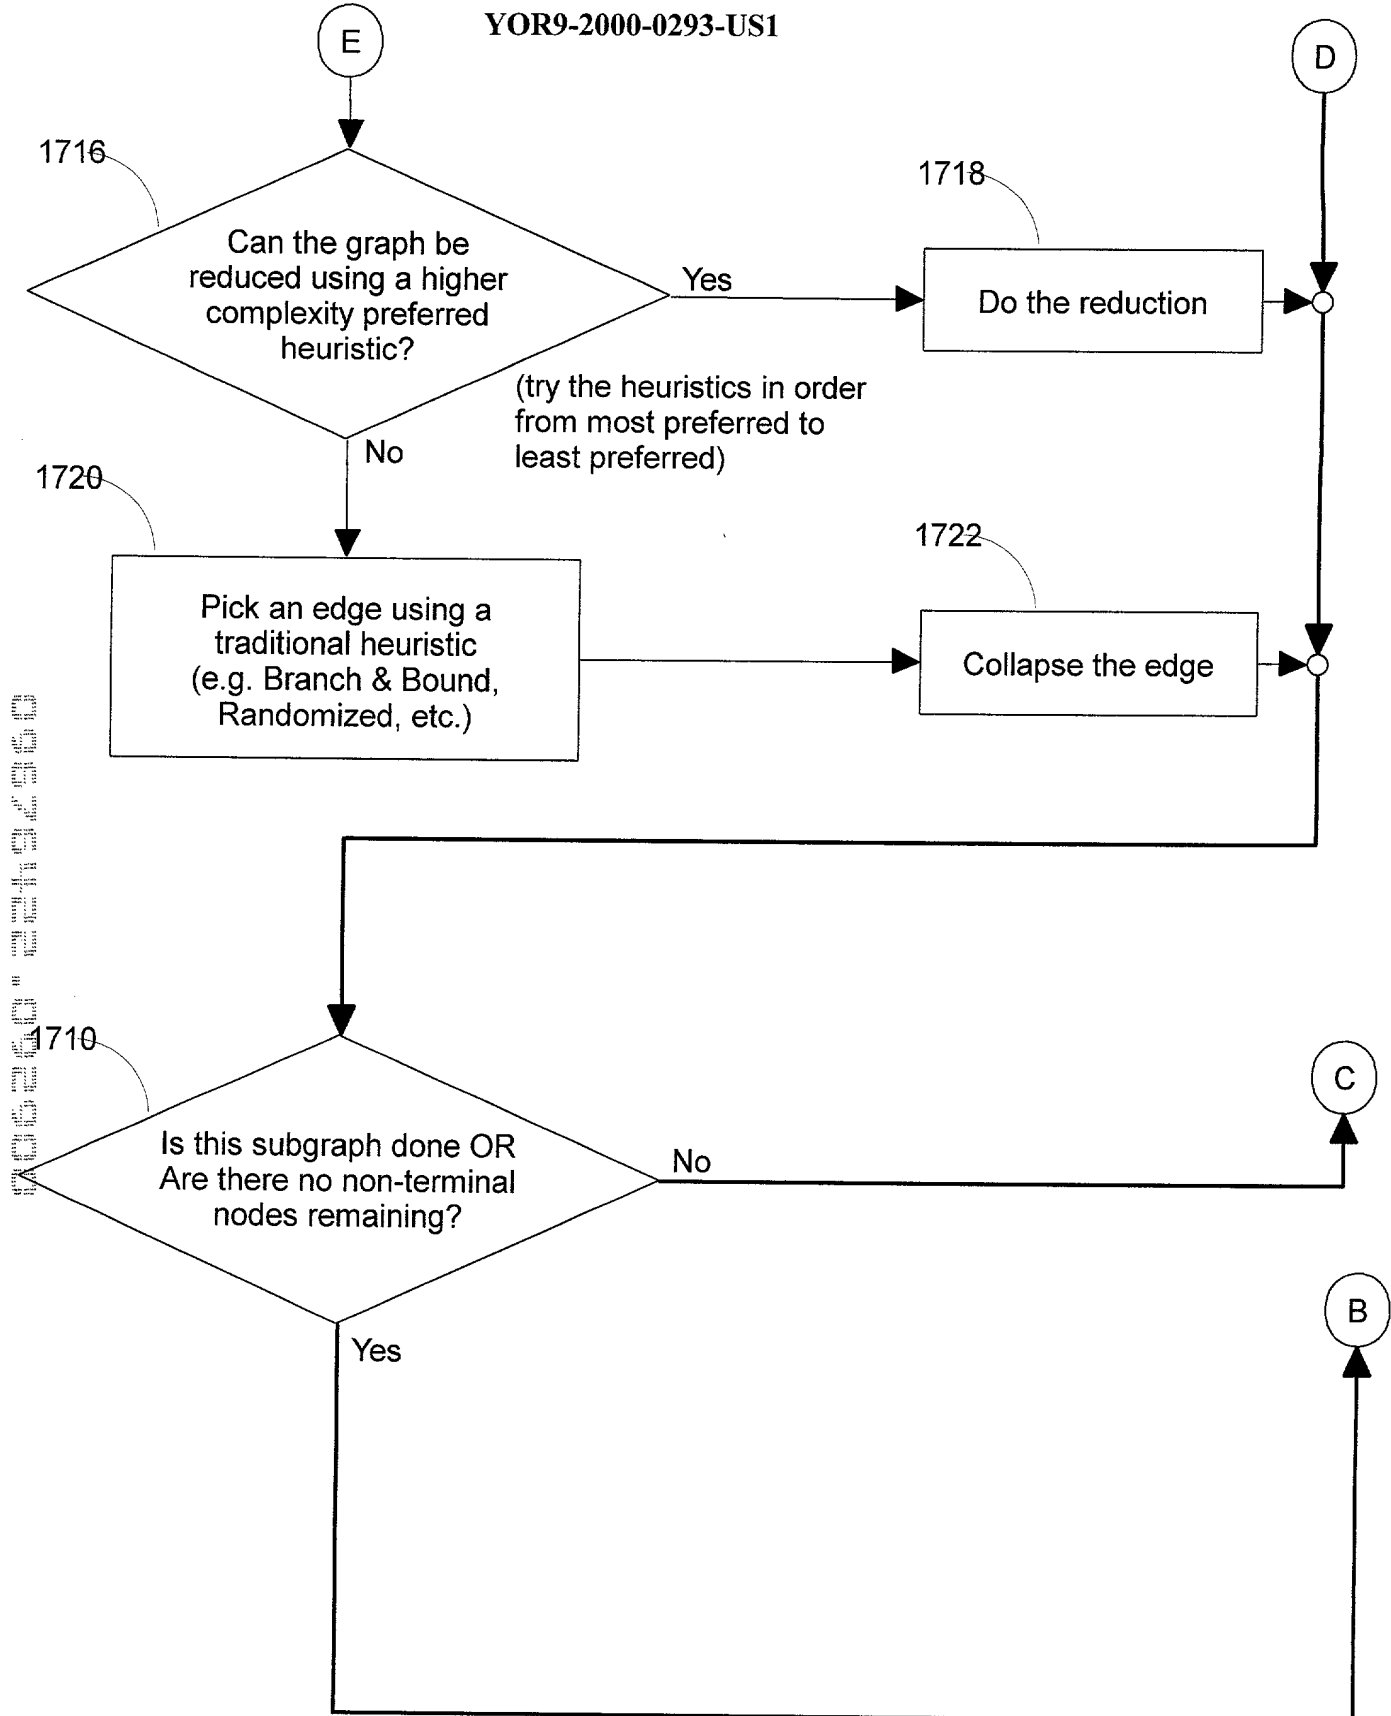 YOR9-2000-0293-US1
E
D
1716
1718
Can the graph be
reduced using a higher
complexity preferred
heuristic?
Yes
Do the reduction
(try the heuristics in order
from most preferred to
least preferred)
No
1720
1722
Pick an edge using a
traditional heuristic
(e.g. Branch & Bound,
Randomized, etc.)
Collapse the edge
1710
C
Is this subgraph done OR
Are there no non-terminal
nodes remaining?
No
B
Yes